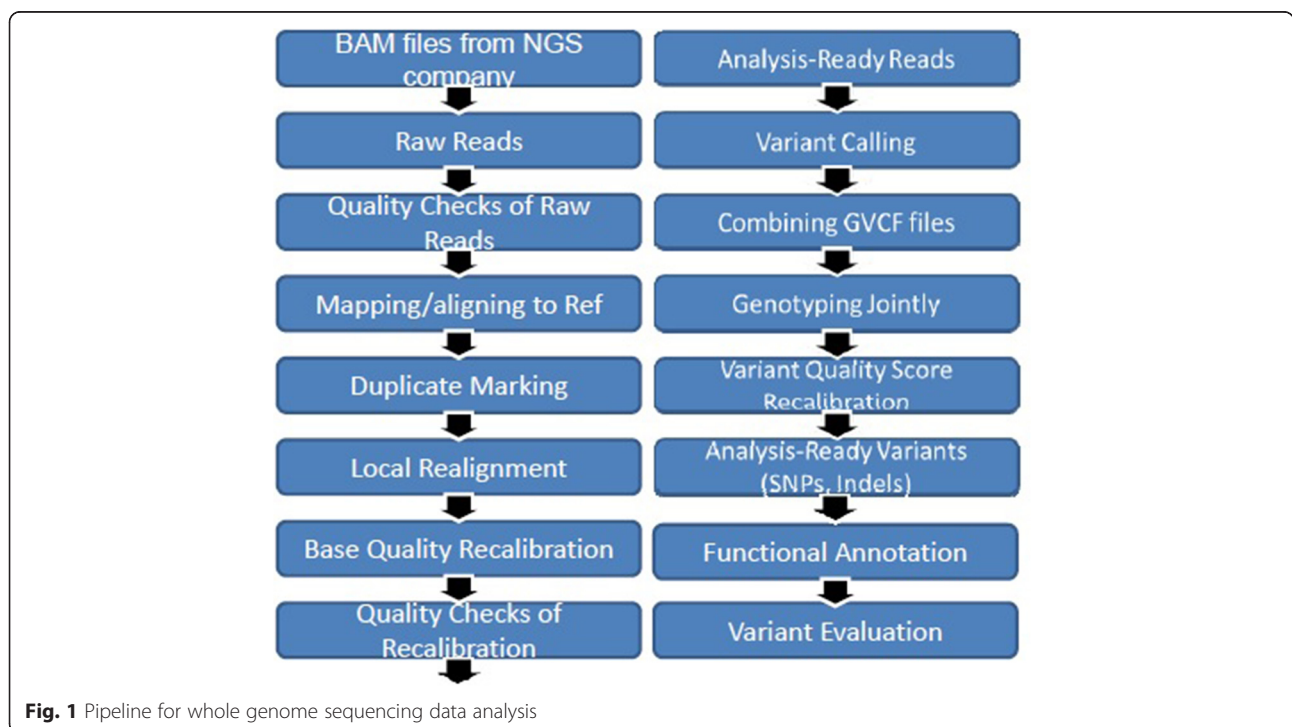 BAM files from NGS
company
Raw Reads
Quality Checks of Raw
Reads
Mapping/aligning to Ref
Duplicate Marking
Local Realignment
Base Quality Recalibration
Quality Checks of
Recalibration
Analysis-Ready Reads
Variant Calling
Combining GVCF files
Genotyping Jointly
Variant Quality Score
Recalibration
Analysis-Ready Variants
(SNPs, Indels)
Functional Annotation
Variant Evaluation
Fig. 1 Pipeline for whole genome sequencing data analysis